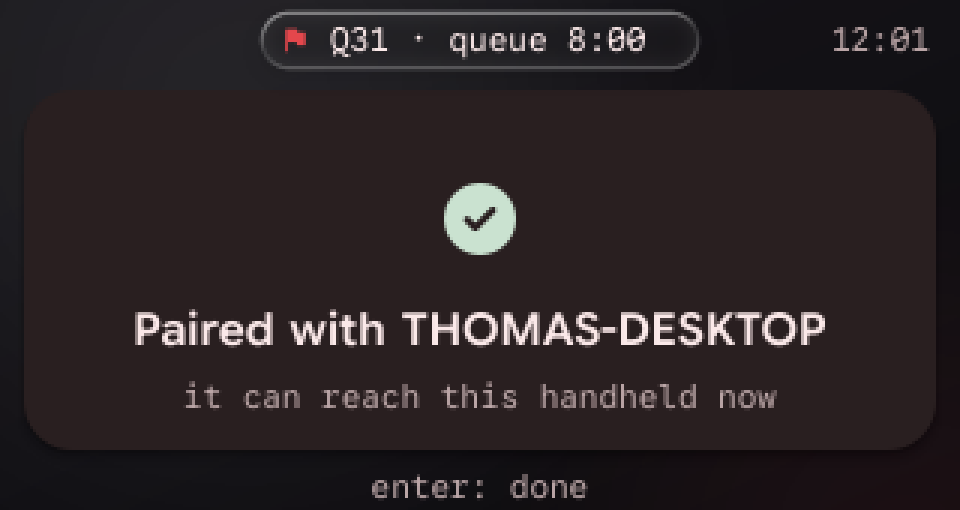 Q31 · queue 8:00
12:01
Paired with THOMAS-DESKTOP
it can reach this handheld now
enter: done